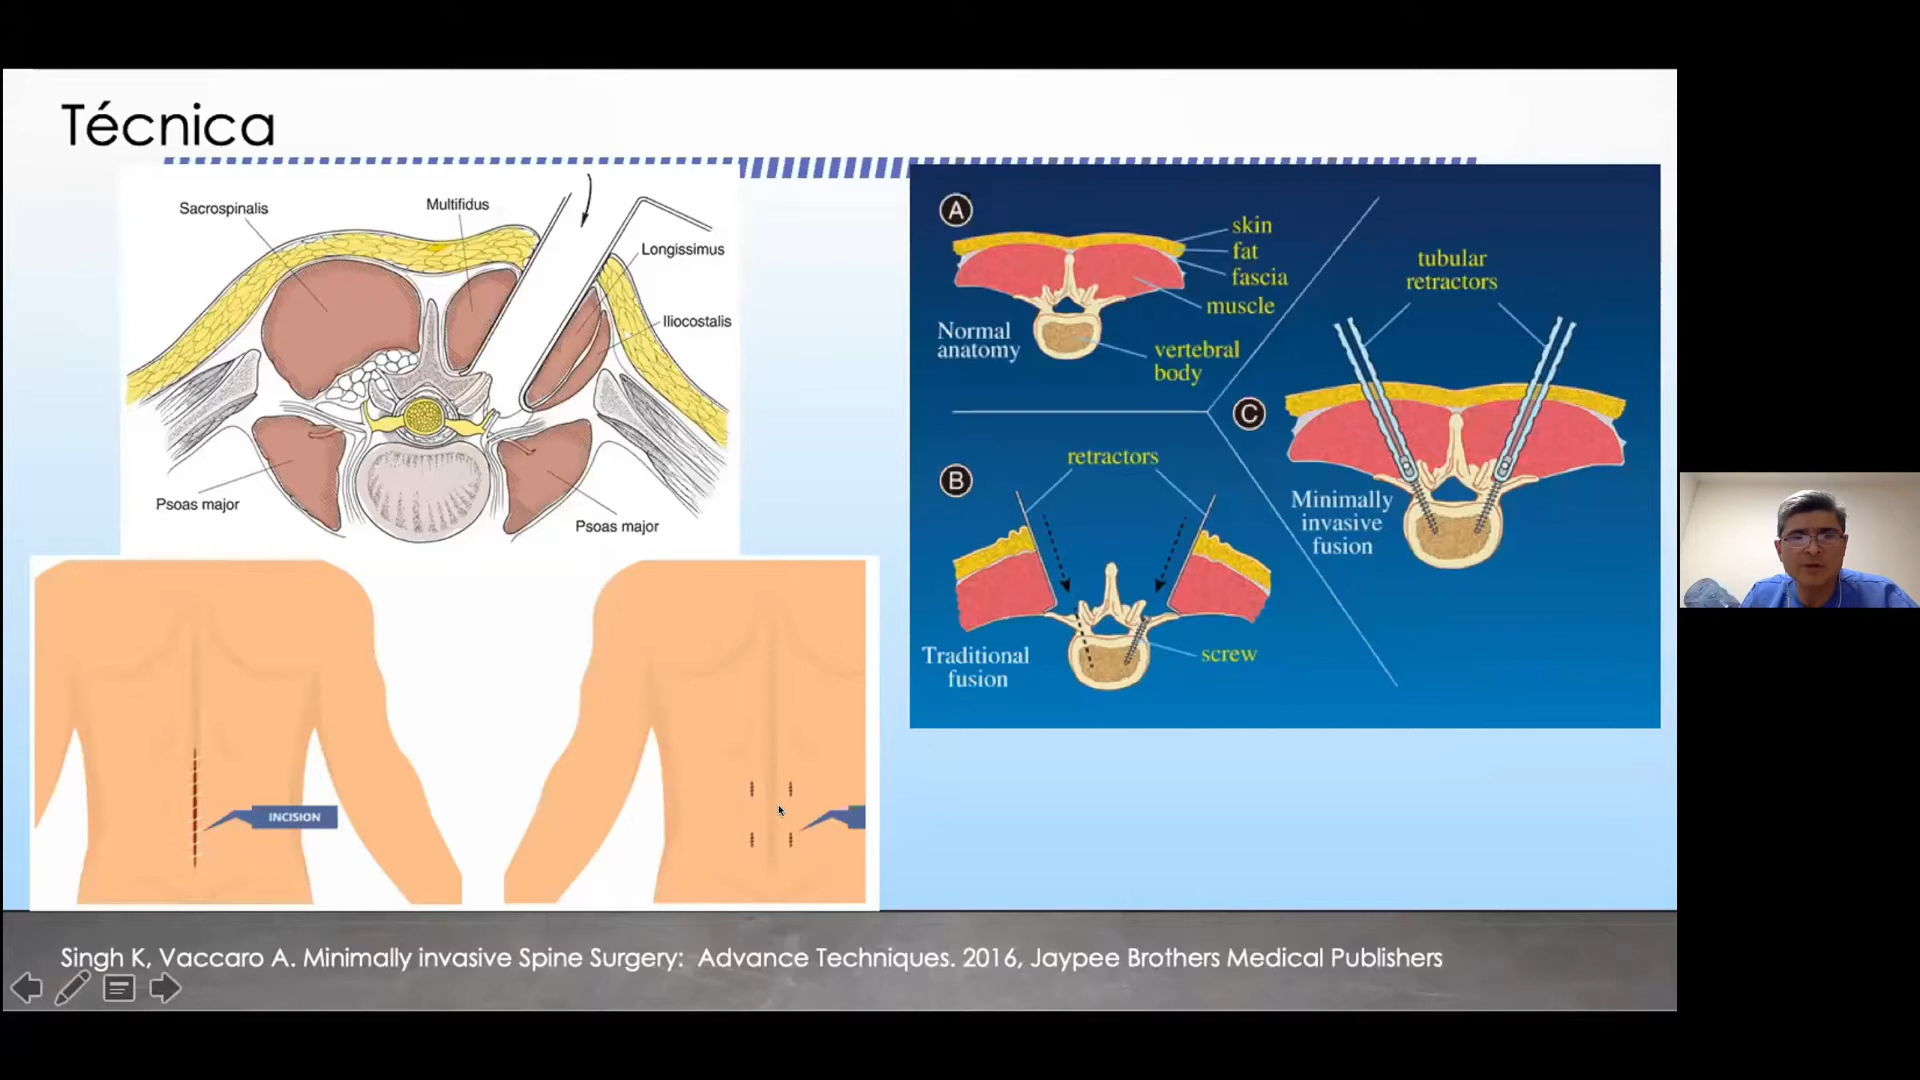 Técnica
Sacrospinalis
Multifidus
Longissimus
Iliocostalis
Psoas major
Psoas major
INCISION
A
skin
fat
fascia
muscle
Normal
anatomy
vertebral
body
B
retractors
Traditional
fusion
screw
C
tubular
retractors
Minimally
invasive
fusion
Singh K, Vaccaro A. Minimally invasive Spine Surgery: Advance Techniques. 2016, Jaypee Brothers Medical Publishers